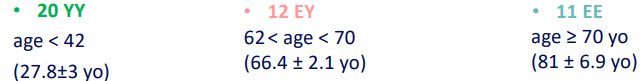 • 20 YY
age < 42
(27.8±3 yo)
• 12 EY
62< age < 70
(66.4 ± 2.1 yo)
• 11 EE
age ≥ 70 yo
(81 ± 6.9 yo)